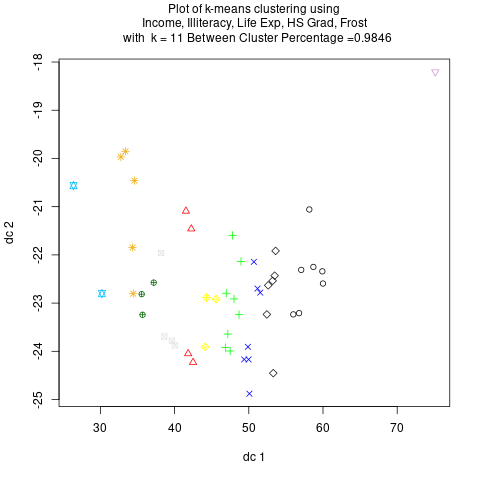 Plot of k-means clustering using
Income, Illiteracy, Life Exp, HS Grad, Frost
with k = 11 Between Cluster Percentage =0.9846
-18
-19
-20
-21
-22
-23
-24
-25
dc 2
30 40 50 60 70
dc 1